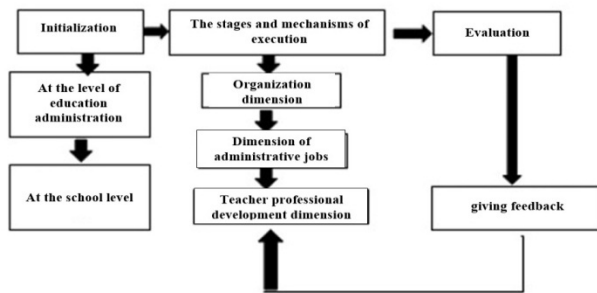 Initialization
The stages and mechanisms of
execution
Evaluation
At the level of
education
administration
Organization
dimension
Dimension of
administrative jobs
At the school level
Teacher professional
development dimension
giving feedback